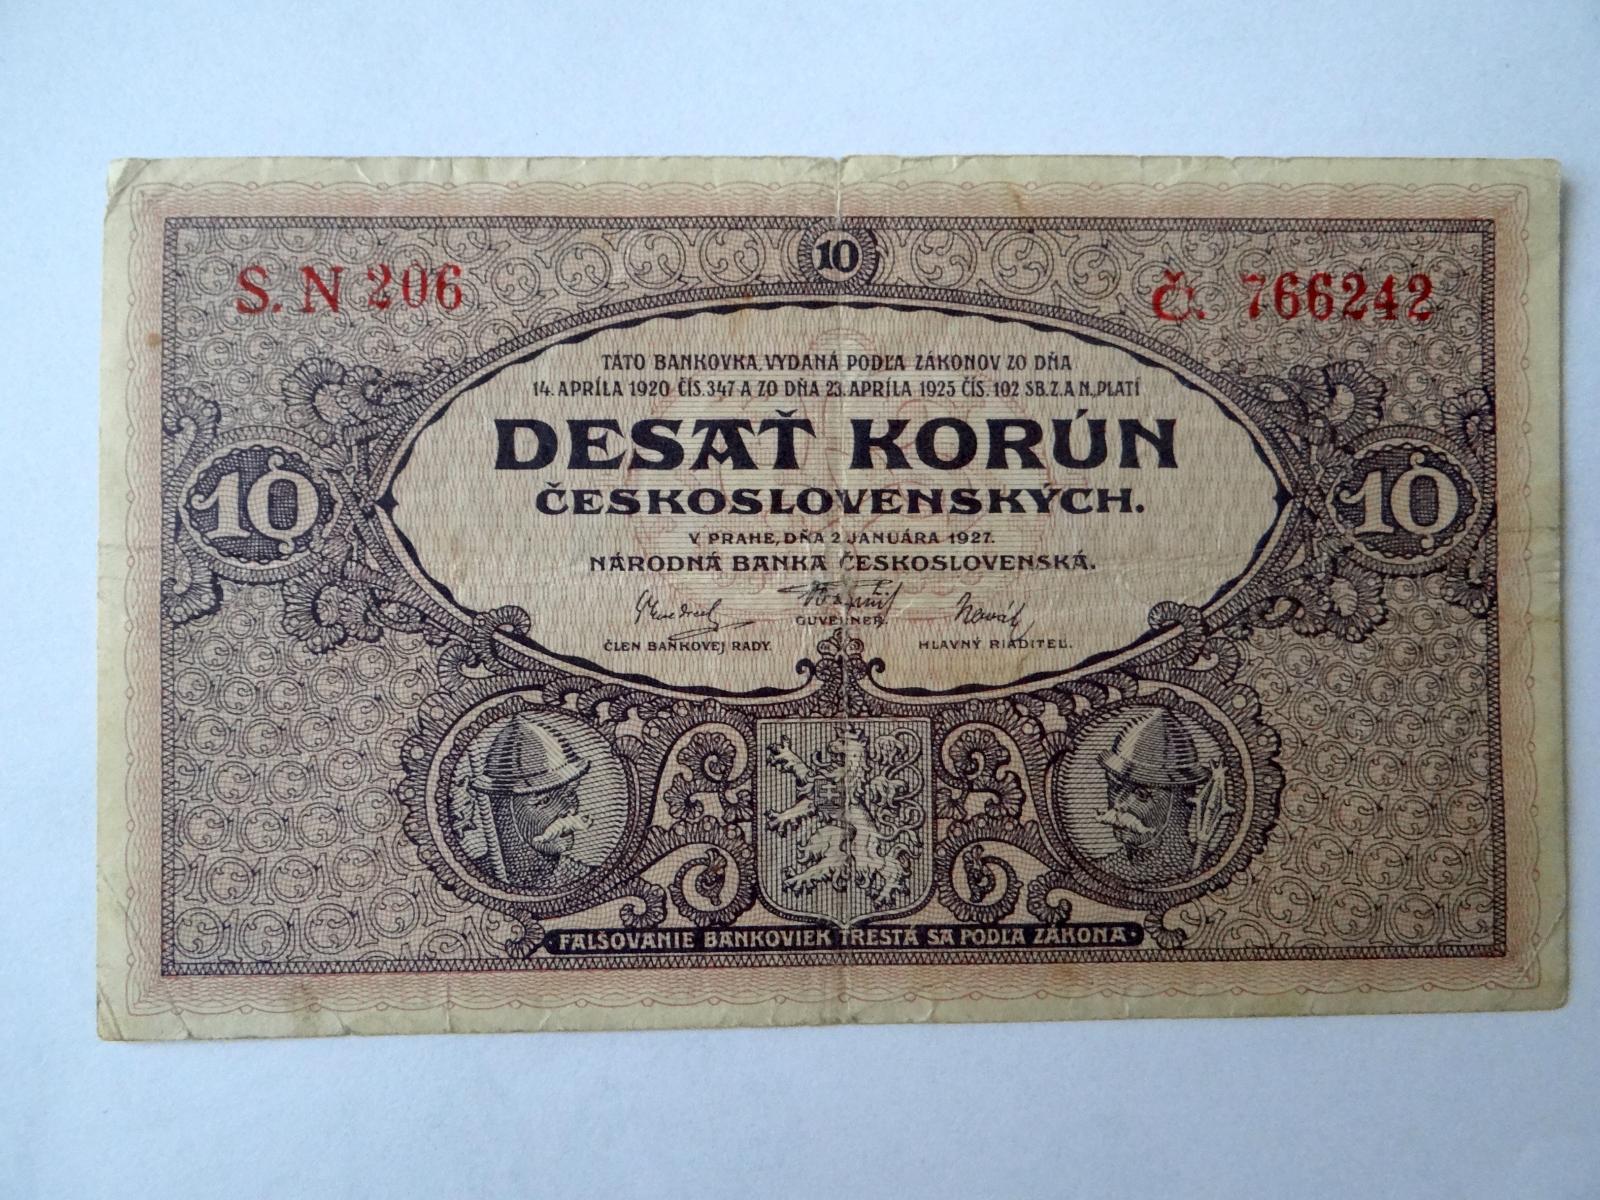 10
S. N 206
Č. 766242
TÁTO BANKOVKA, VYDANÁ PODĽA ZÁKONOV ZO DŇA
14. APRÍLA 1920 ČÍS. 347 A ZO DŇA 23. APRÍLA 1925 ČÍS. 102 SB. Z. A N., PLATÍ
DESAŤ KORÚN
ČESKOSLOVENSKÝCH.
10
10
V PRAHE, DŇA 2 JANUÁRA 1927.
NÁRODNÁ BANKA ČESKOSLOVENSKÁ.
GUVERNER.
ČLEN BANKOVEJ RADY.
HLAVNÝ RIADITEĽ.
· FALŠOVANIE BANKOVIEK TRESTÁ SA PODĽA ZÁKONA ·